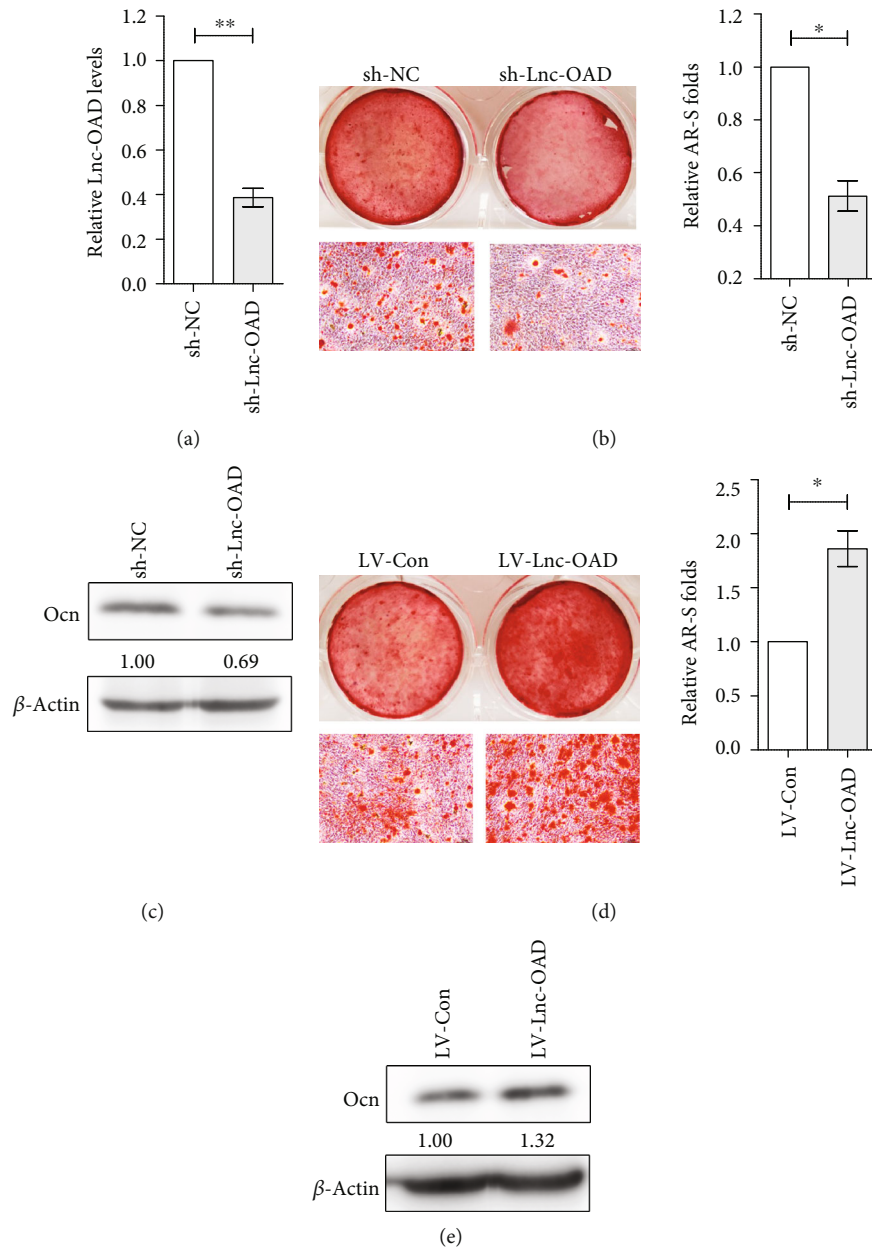 Relative Lnc-OAD levels
1.2
1.0
0.8
0.6
0.4
0.2
0.0
**
sh-NC
sh-Lnc-OAD
(a)
sh-NC
sh-Lnc-OAD
Relative AR-S folds
1.2
1.0
0.8
0.6
0.4
0.2
*
sh-NC
sh-Lnc-OAD
(b)
sh-NC
sh-Lnc-OAD
Ocn
1.00
0.69
β-Actin
(c)
LV-Con
LV-Lnc-OAD
Relative AR-S folds
2.5
2.0
1.5
1.0
0.5
0.0
*
LV-Con
LV-Lnc-OAD
(d)
LV-Con
LV-Lnc-OAD
Ocn
1.00
1.32
β-Actin
(e)